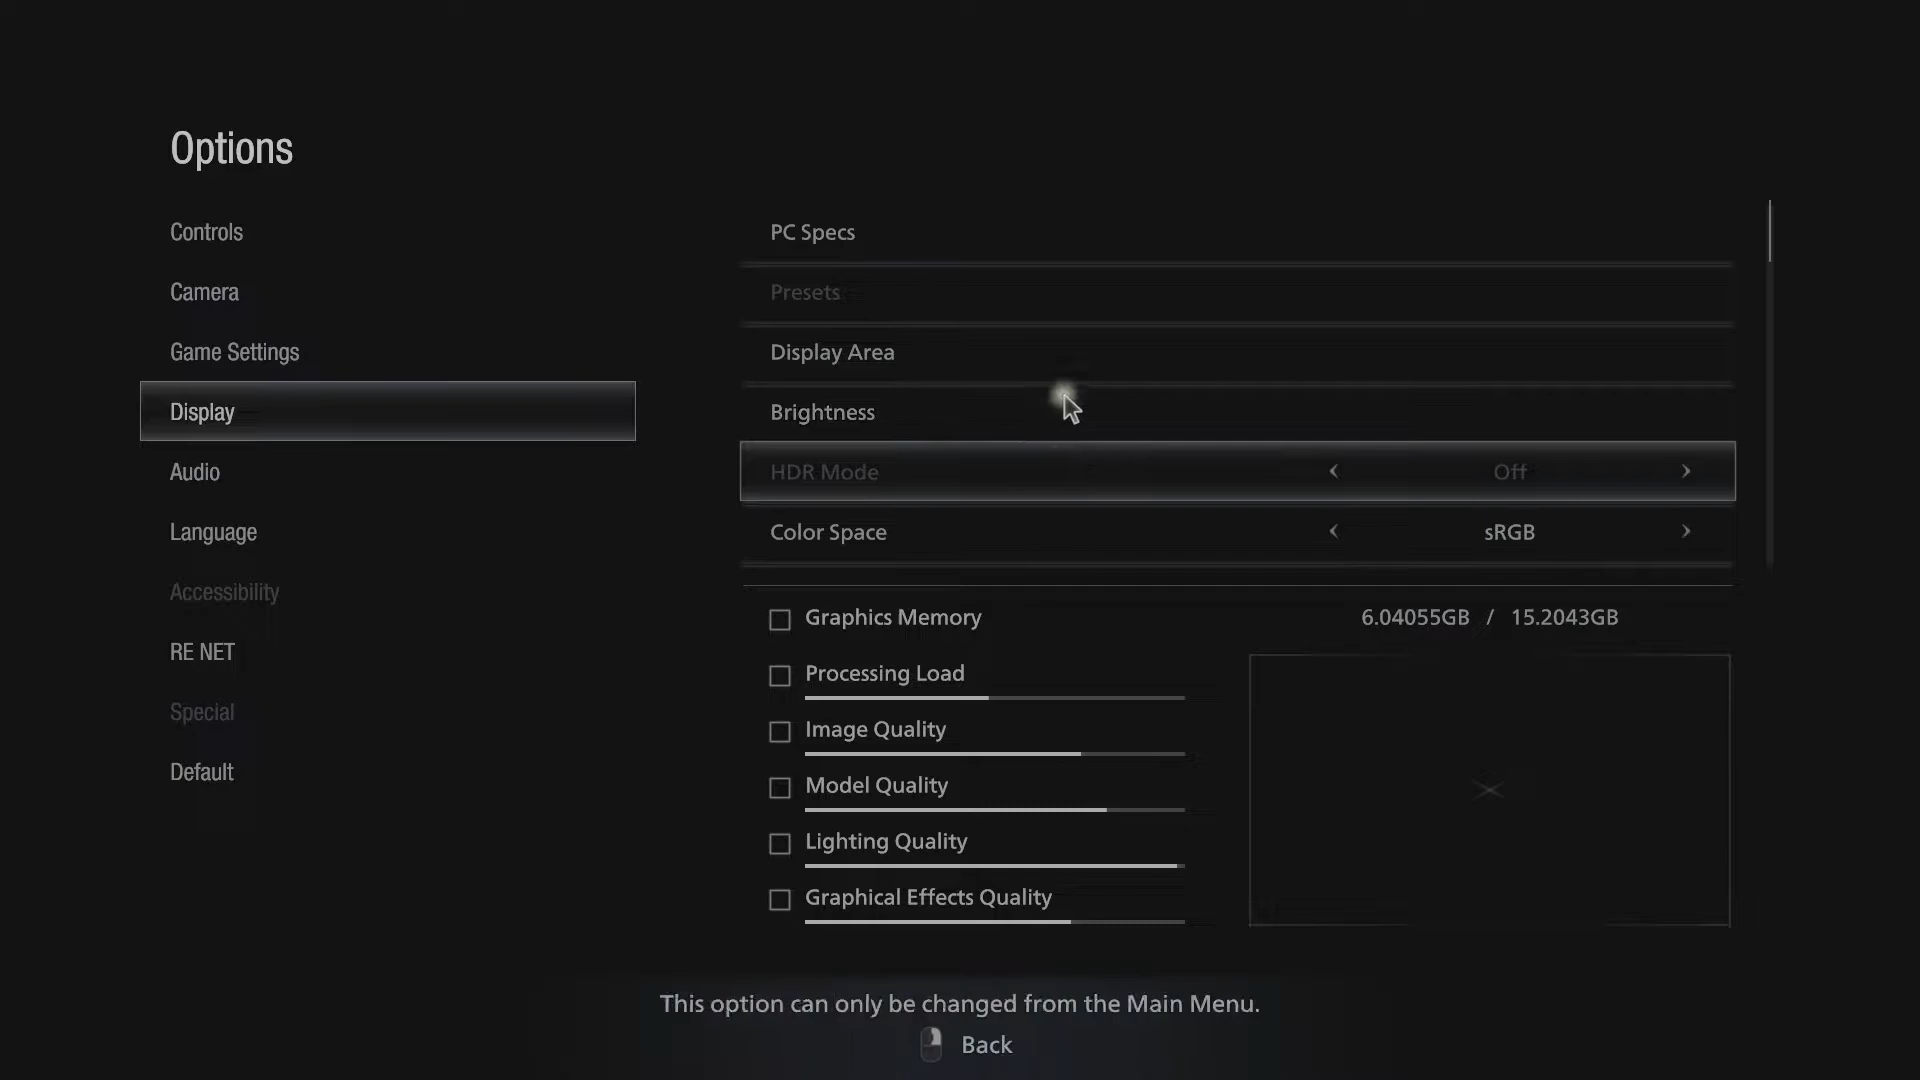 Options
Controls
Camera
Game Settings
Display
Audio
Language
Accessibility
RE NET
Special
Default
PC Specs
Presets
Display Area
Brightness
HDR Mode Off
Color Space sRGB
Graphics Memory 6.04055GB / 15.2043GB
Processing Load
Image Quality
Model Quality
Lighting Quality
Graphical Effects Quality
This option can only be changed from the Main Menu.
Back